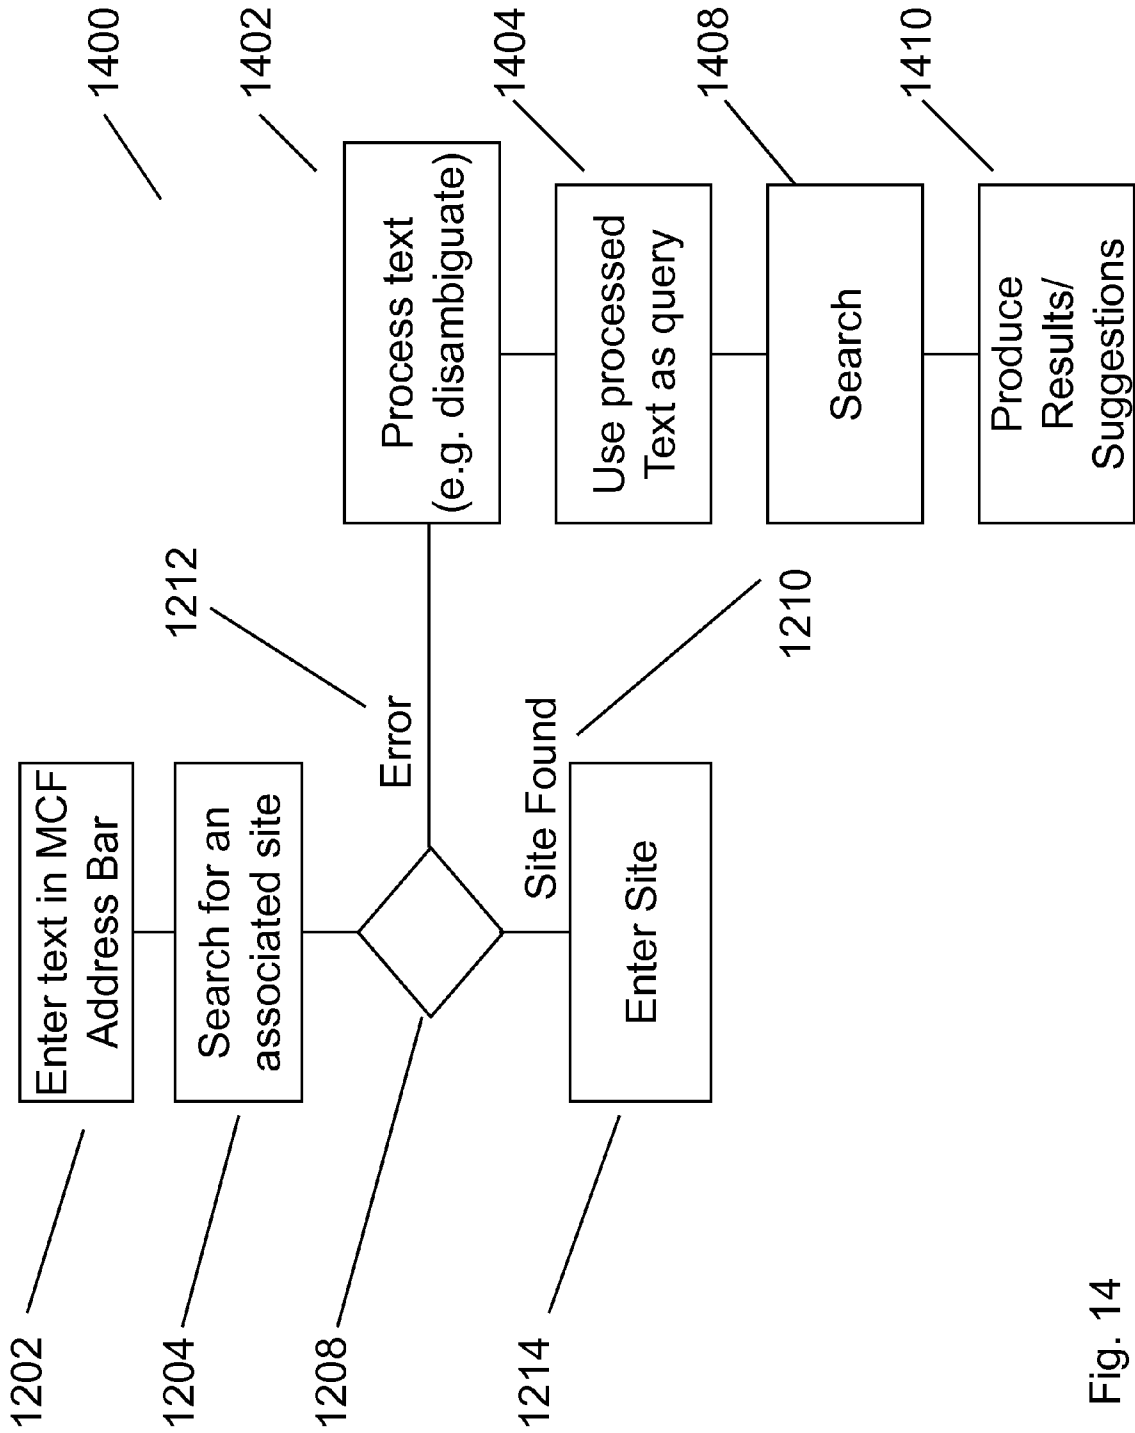 1400
1202
Enter text in MCF
Address Bar
1204
Search for an
associated site
1208
1212
Error
1402
Process text
(e.g. disambiguate)
1404
Use processed
Text as query
Site Found
1210
1214
Enter Site
1408
Search
1410
Produce
Results/
Suggestions
Fig. 14